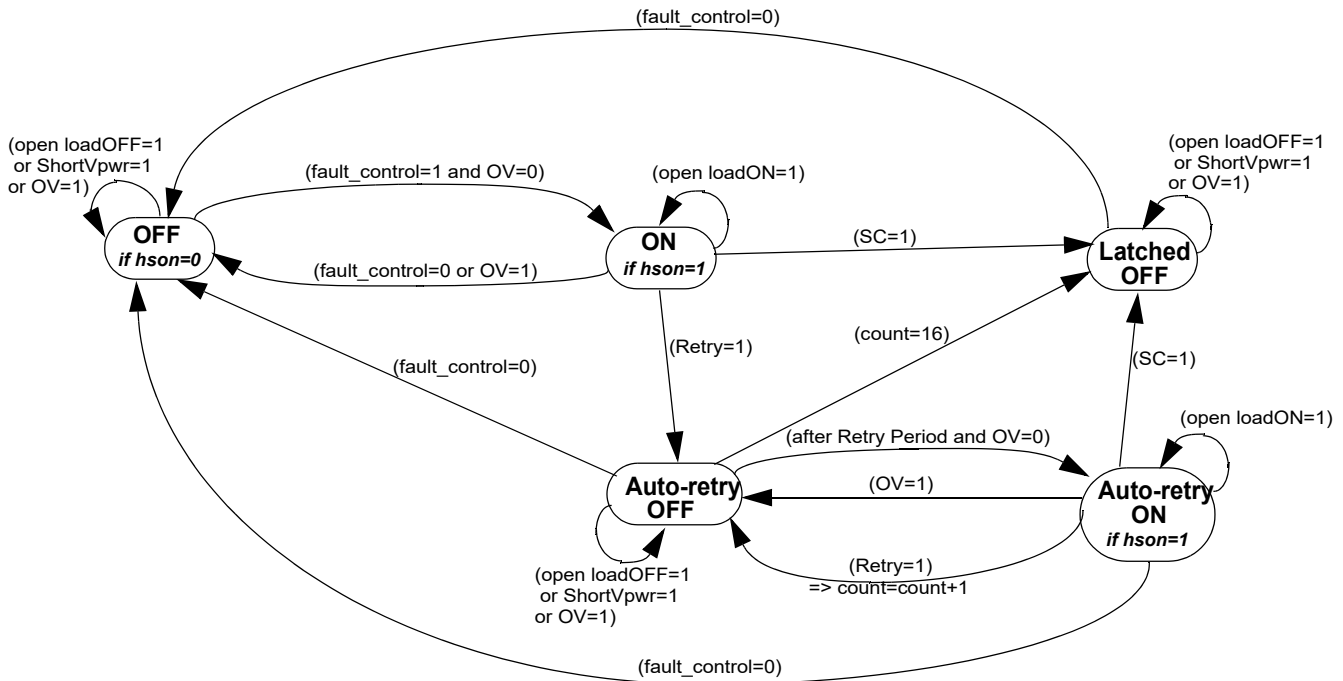 (fault_control=0)
(open loadOFF=1
or ShortVpwr=1
or OV=1)
(fault_control=1 and OV=0)
(open loadON=1)
(open loadOFF=1
or ShortVpwr=1
or OV=1)
OFF
if hson=0
ON
if hson=1
(SC=1)
Latched
OFF
(fault_control=0 or OV=1)
(count=16)
(Retry=1)
(SC=1)
(fault_control=0)
(open loadON=1)
(after Retry Period and OV=0)
Auto-retry
OFF
(OV=1)
Auto-retry
ON
if hson=1
(Retry=1)
=> count=count+1
(open loadOFF=1
or ShortVpwr=1
or OV=1)
(fault_control=0)